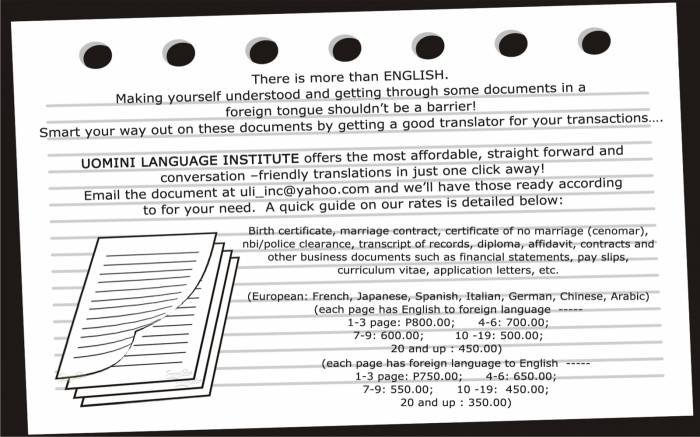 There is more than ENGLISH.
Making yourself understood and getting through some documents in a
foreign tongue shouldn't be a barrier!
Smart your way out on these documents by getting a good translator for your transactions....
UOMINI LANGUAGE INSTITUTE offers the most affordable, straight forward and
conversation –friendly translations in just one click away!
Email the document at uli_inc@yahoo.com and we'll have those ready according
to for your need.  A quick guide on our rates is detailed below:
Birth certificate, marriage contract, certificate of no marriage (cenomar),
nbi/police clearance, transcript of records, diploma, affidavit, contracts and
other business documents such as financial statements, pay slips,
curriculum vitae, application letters, etc.
(European: French, Japanese, Spanish, Italian, German, Chinese, Arabic)
(each page has English to foreign language -----
1-3 page: P800.00;    4-6: 700.00;
7-9: 600.00;    10 -19: 500.00;
20 and up : 450.00)
(each page has foreign language to English -----
1-3 page: P750.00;    4-6: 650.00;
7-9: 550.00;    10 -19:  450.00;
20 and up : 350.00)